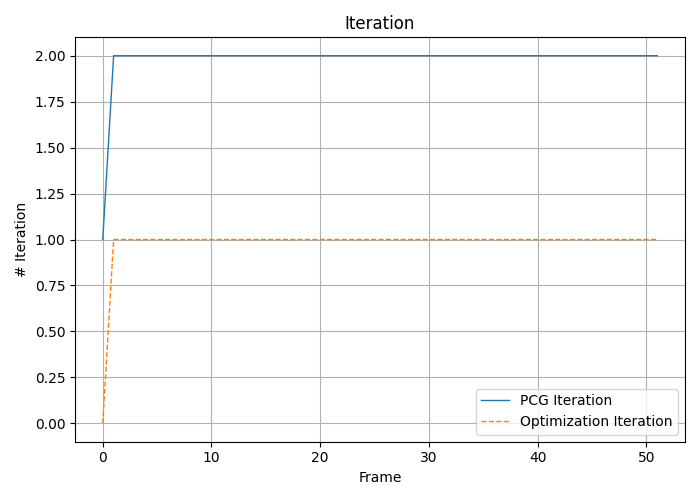 Iteration
2.00
1.75
1.50
1.25
1.00
0.75
0.50
0.25
0.00
# Iteration
0 10 20 30 40 50
Frame
PCG Iteration
Optimization Iteration